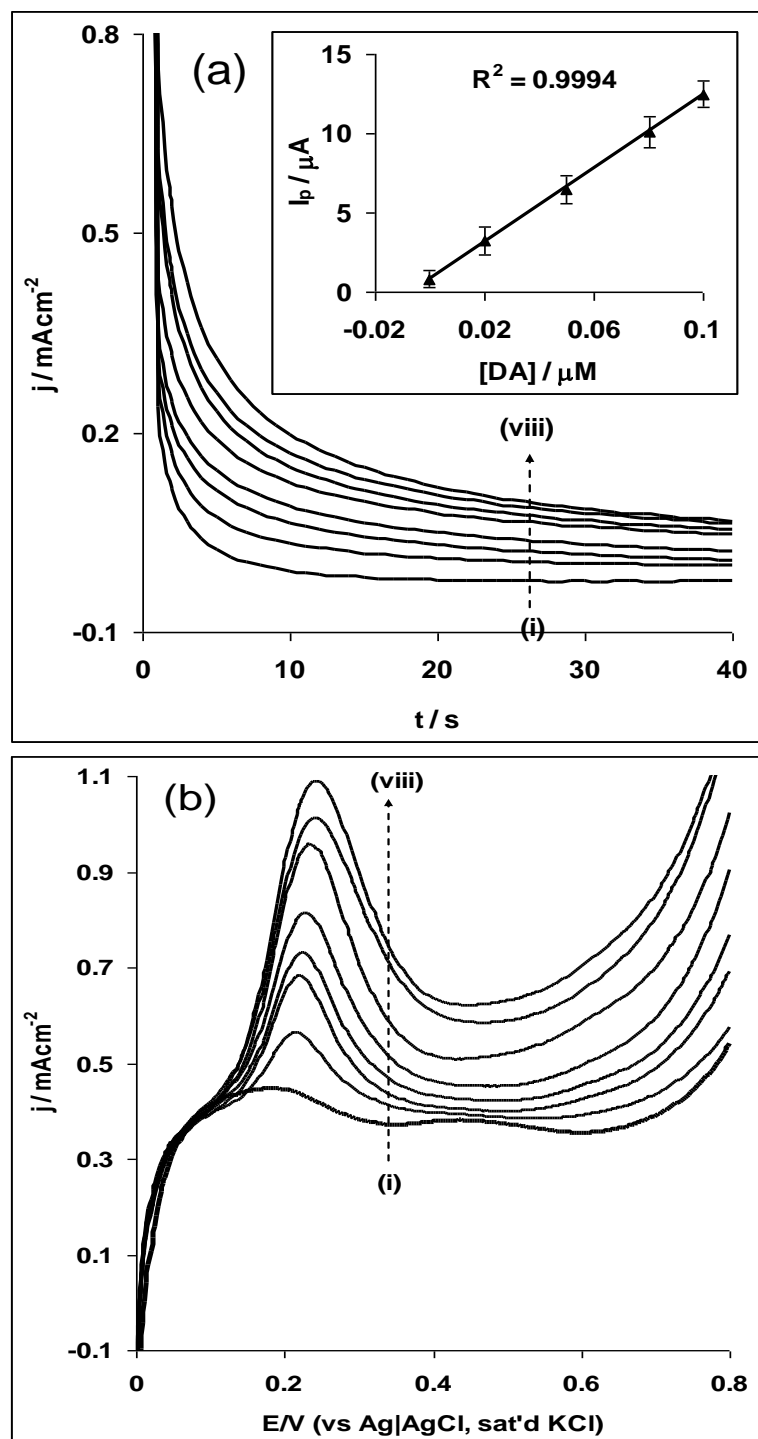 (a)
0.8
0.5
0.2
-0.1
j / mAcm⁻²
0
10
20
30
40
t / s
R² = 0.9994
15
10
5
0
I_p / μA
-0.02
0.02
0.06
0.1
[DA] / μM
(viii)
(i)
(b)
1.1
0.9
0.7
0.5
0.3
0.1
-0.1
j / mAcm⁻²
(viii)
(i)
0
0.2
0.4
0.6
0.8
E/V (vs Ag|AgCl, sat'd KCl)